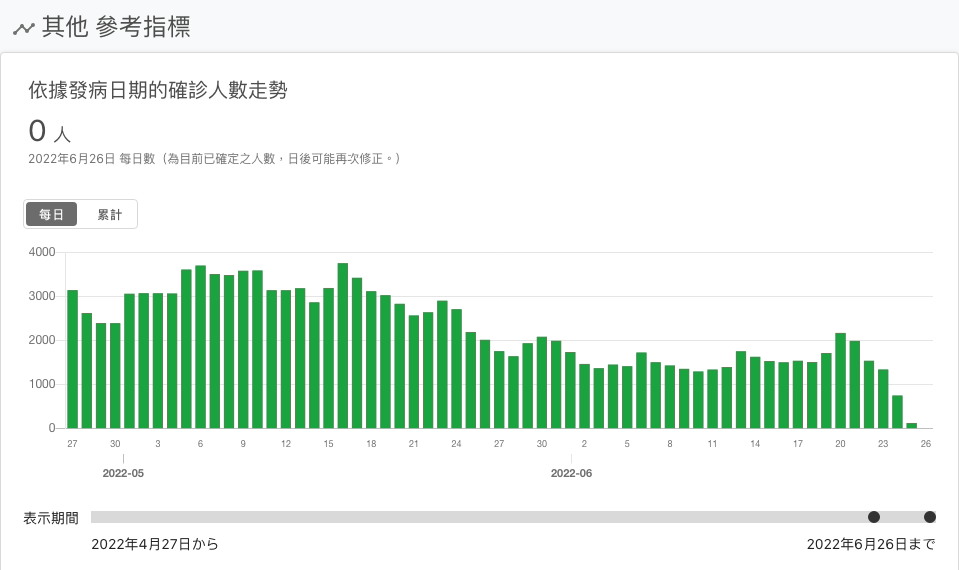 其他 參考指標
依據發病日期的確診人數走勢
0 人
2022年6月26日 每日數（為目前已確定之人數，日後可能再次修正。）
每日 累計
4000
3000
2000
1000
0
27 30 3 6 9 12 15 18 21 24 27 30 2 5 8 11 14 17 20 23 26
2022-05 2022-06
表示期間
2022年4月27日から 2022年6月26日まで